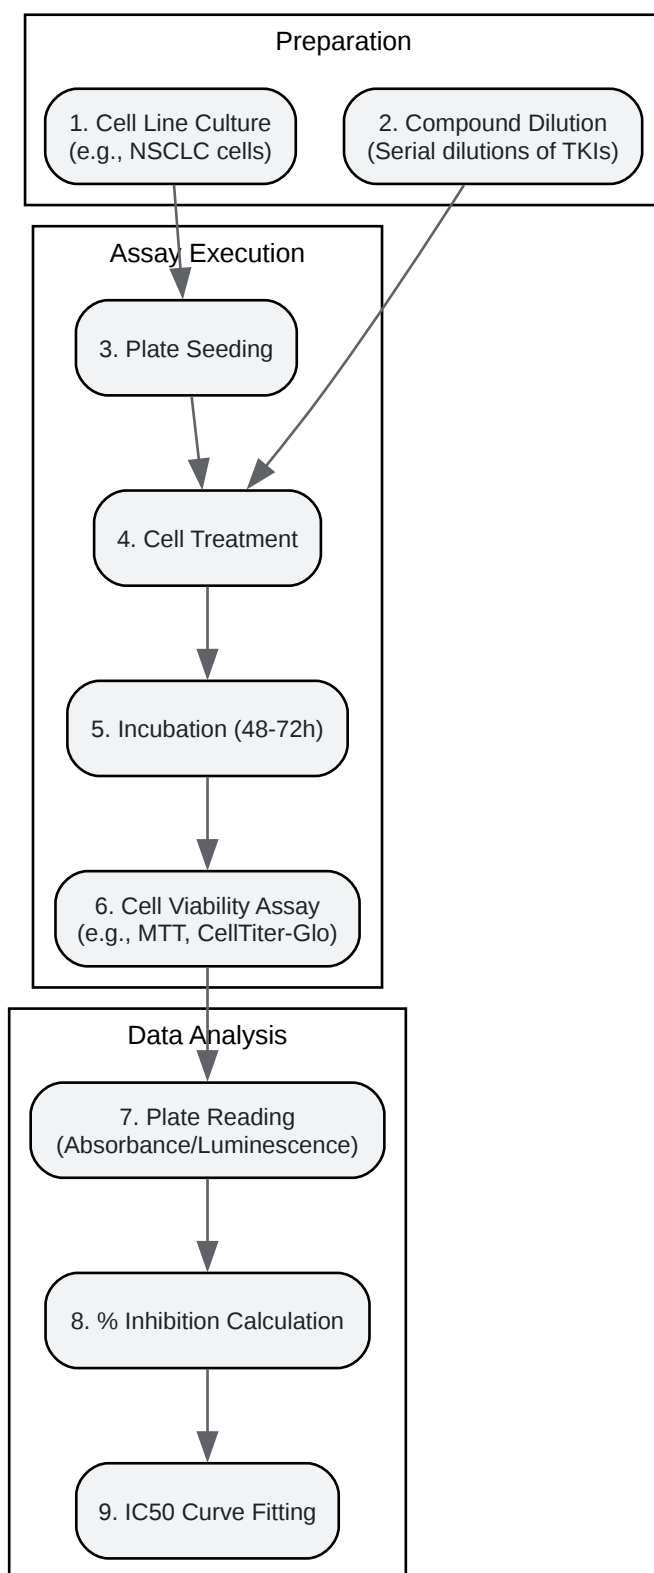 Preparation
1. Cell Line Culture
(e.g., NSCLC cells)
2. Compound Dilution
(Serial dilutions of TKIs)
Assay Execution
3. Plate Seeding
4. Cell Treatment
5. Incubation (48-72h)
6. Cell Viability Assay
(e.g., MTT, CellTiter-Glo)
Data Analysis
7. Plate Reading
(Absorbance/Luminescence)
8. % Inhibition Calculation
9. IC50 Curve Fitting